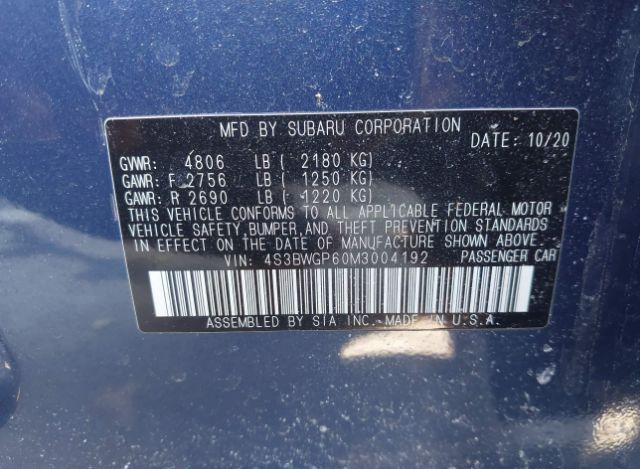 MFD BY SUBARU CORPORATION
DATE: 10/20
GVWR: 4806 LB ( 2180 KG)
GAWR: F 2756 LB ( 1250 KG)
GAWR: R 2690 LB ( 1220 KG)
THIS VEHICLE CONFORMS TO ALL APPLICABLE FEDERAL MOTOR
VEHICLE SAFETY,BUMPER,AND THEFT PREVENTION STANDARDS
IN EFFECT ON THE DATE OF MANUFACTURE SHOWN ABOVE.
VIN: 4S3BWGP60M3004192 PASSENGER CAR
ASSEMBLED BY SIA INC.-MADE IN U.S.A.